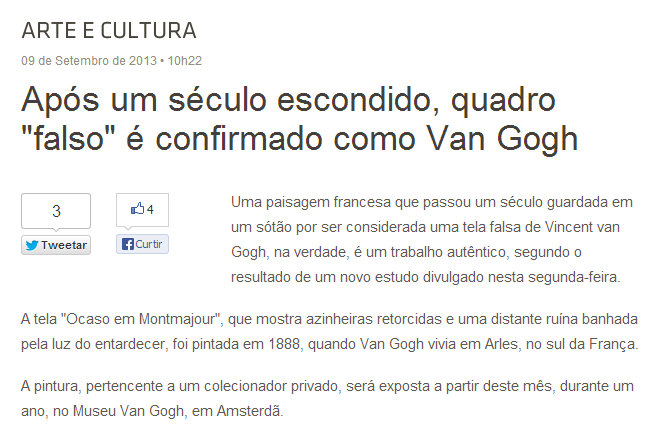 ARTE E CULTURA
09 de Setembro de 2013 • 10h22
Após um século escondido, quadro
"falso" é confirmado como Van Gogh
3
Tweetar
4
Curtir
Uma paisagem francesa que passou um século guardada em
um sótão por ser considerada uma tela falsa de Vincent van
Gogh, na verdade, é um trabalho autêntico, segundo o
resultado de um novo estudo divulgado nesta segunda-feira.
A tela "Ocaso em Montmajour", que mostra azinheiras retorcidas e uma distante ruína banhada
pela luz do entardecer, foi pintada em 1888, quando Van Gogh vivia em Arles, no sul da França.
A pintura, pertencente a um colecionador privado, será exposta a partir deste mês, durante um
ano, no Museu Van Gogh, em Amsterdã.